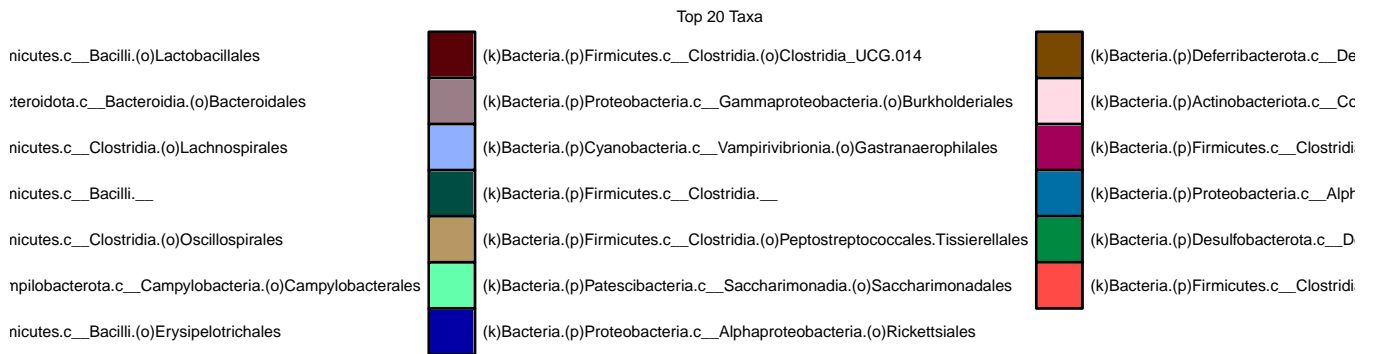 Top 20 Taxa
nicutes.c__Bacilli.(o)Lactobacillales
teroidota.c__Bacteroidia.(o)Bacteroidales
nicutes.c__Clostridia.(o)Lachnospirales
nicutes.c__Bacilli.__
nicutes.c__Clostridia.(o)Oscillospirales
mpilobacterota.c__Campylobacteria.(o)Campylobacterales
nicutes.c__Bacilli.(o)Erysipelotrichales
(k)Bacteria.(p)Firmicutes.c__Clostridia.(o)Clostridia_UCG.014
(k)Bacteria.(p)Proteobacteria.c__Gammaproteobacteria.(o)Burkholderiales
(k)Bacteria.(p)Cyanobacteria.c__Vampirivibrionia.(o)Gastranaerophilales
(k)Bacteria.(p)Firmicutes.c__Clostridia.__
(k)Bacteria.(p)Firmicutes.c__Clostridia.(o)Peptostreptococcales.Tissierellales
(k)Bacteria.(p)Patescibacteria.c__Saccharimonadia.(o)Saccharimonadales
(k)Bacteria.(p)Proteobacteria.c__Alphaproteobacteria.(o)Rickettsiales
(k)Bacteria.(p)Deferribacterota.c__De
(k)Bacteria.(p)Actinobacteriota.c__Co
(k)Bacteria.(p)Firmicutes.c__Clostridi
(k)Bacteria.(p)Proteobacteria.c__Alph
(k)Bacteria.(p)Desulfobacterota.c__D
(k)Bacteria.(p)Firmicutes.c__Clostridi